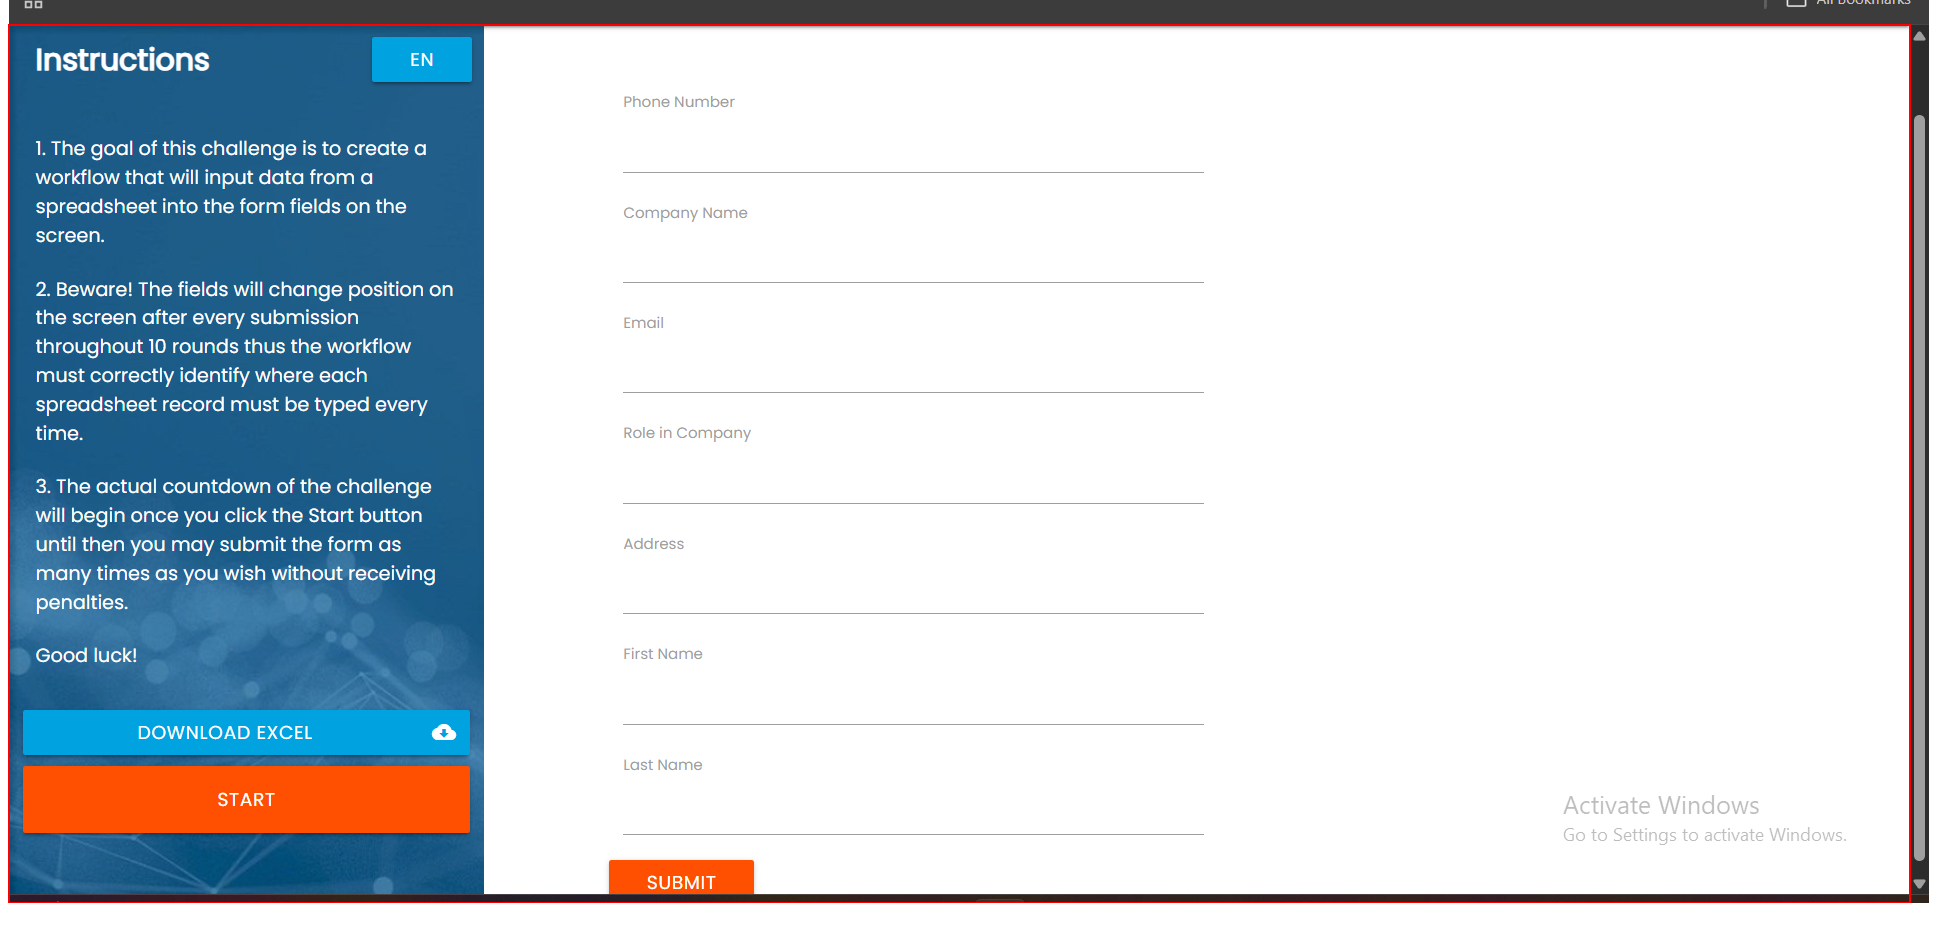 All Bookmarks
Instructions
EN
1. The goal of this challenge is to create a
workflow that will input data from a
spreadsheet into the form fields on the
screen.
2. Beware! The fields will change position on
the screen after every submission
throughout 10 rounds thus the workflow
must correctly identify where each
spreadsheet record must be typed every
time.
3. The actual countdown of the challenge
will begin once you click the Start button
until then you may submit the form as
many times as you wish without receiving
penalties.
Good luck!
DOWNLOAD EXCEL
START
Phone Number
Company Name
Email
Role in Company
Address
First Name
Last Name
SUBMIT
Activate Windows
Go to Settings to activate Windows.